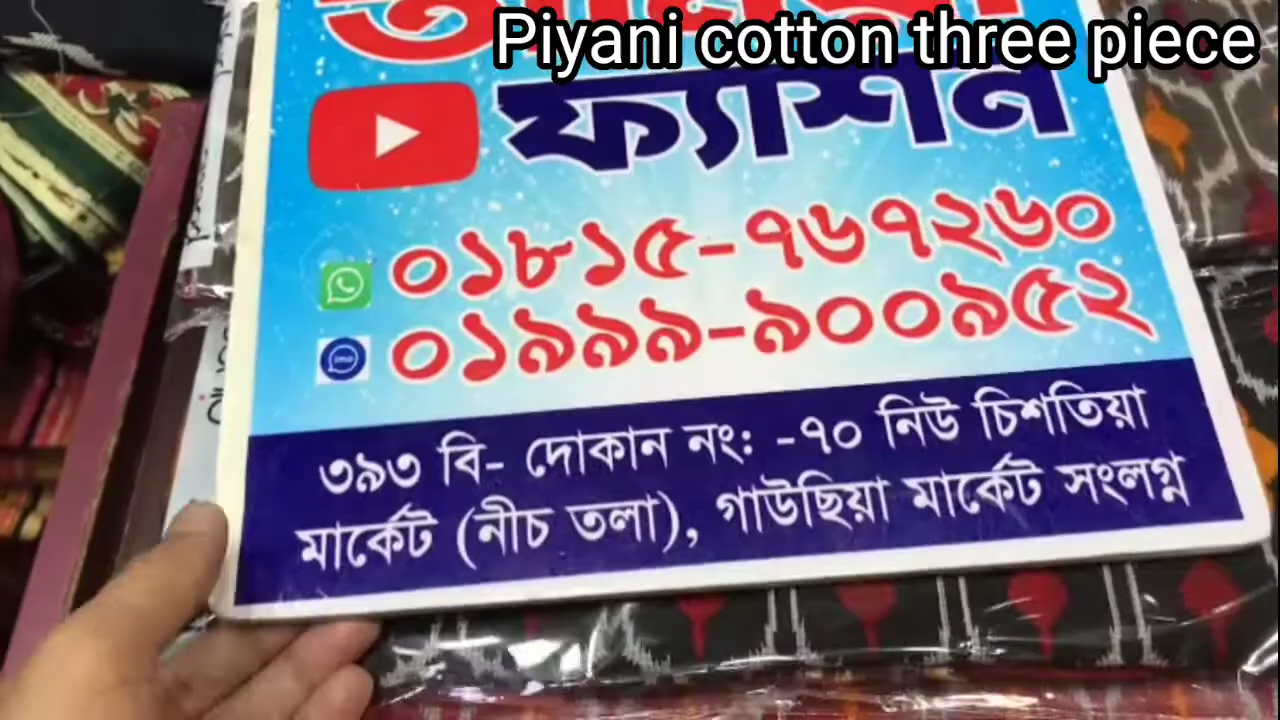 Piyani cotton three piece
ফ্যাশন
০১৮১৫-৭৬৭২৬০
০১৯৯৯-৯০০৯৫২
৩৯৩ বি- দোকান নং: -৭০ নিউ চিশতিয়া
মার্কেট (নীচ তলা), গাউছিয়া মার্কেট সংলগ্ন